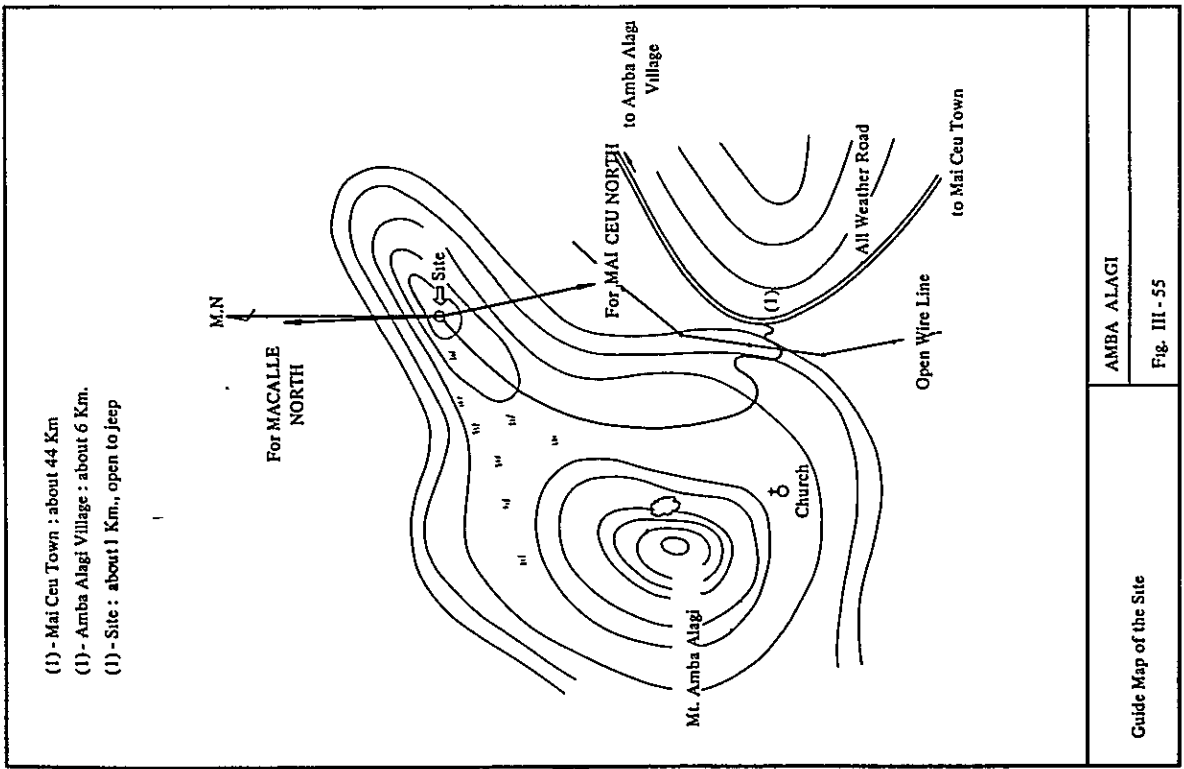 (1) - Mai Ceu Town : about 44 Km
(1) - Amba Alagi Village : about 6 Km.
(1) - Site : about 1 Km., open to jeep
M.N
For MACALLE
NORTH
Site
For MAI CEU NORTH
to Amba Alagi
Village
(1)
All Weather Road
to Mai Ceu Town
Open Wire Line
Church
Mt. Amba Alagi
Guide Map of the Site
AMBA ALAGI
Fig. III - 55